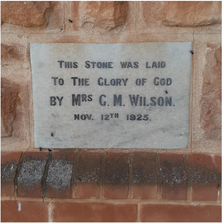 THIS STONE WAS LAID
TO THE GLORY OF GOD
BY MRS G. M. WILSON.
NOV. 12TH 1925.